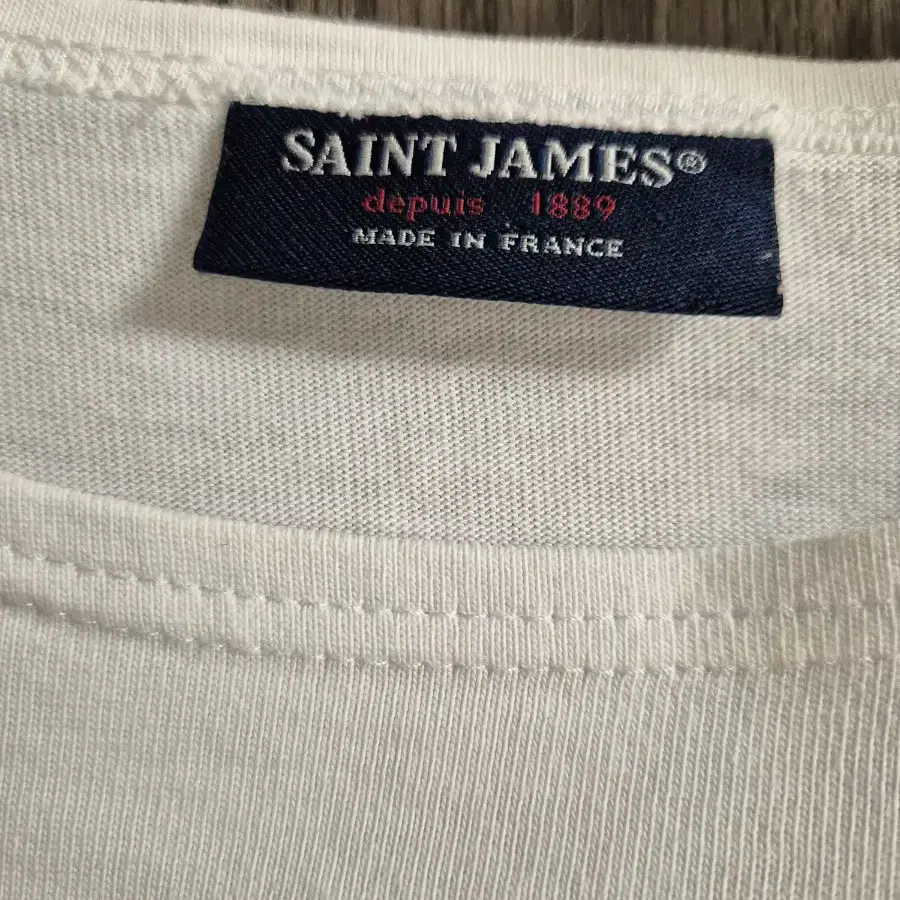 SAINT JAMES®
depuis 1889
MADE IN FRANCE